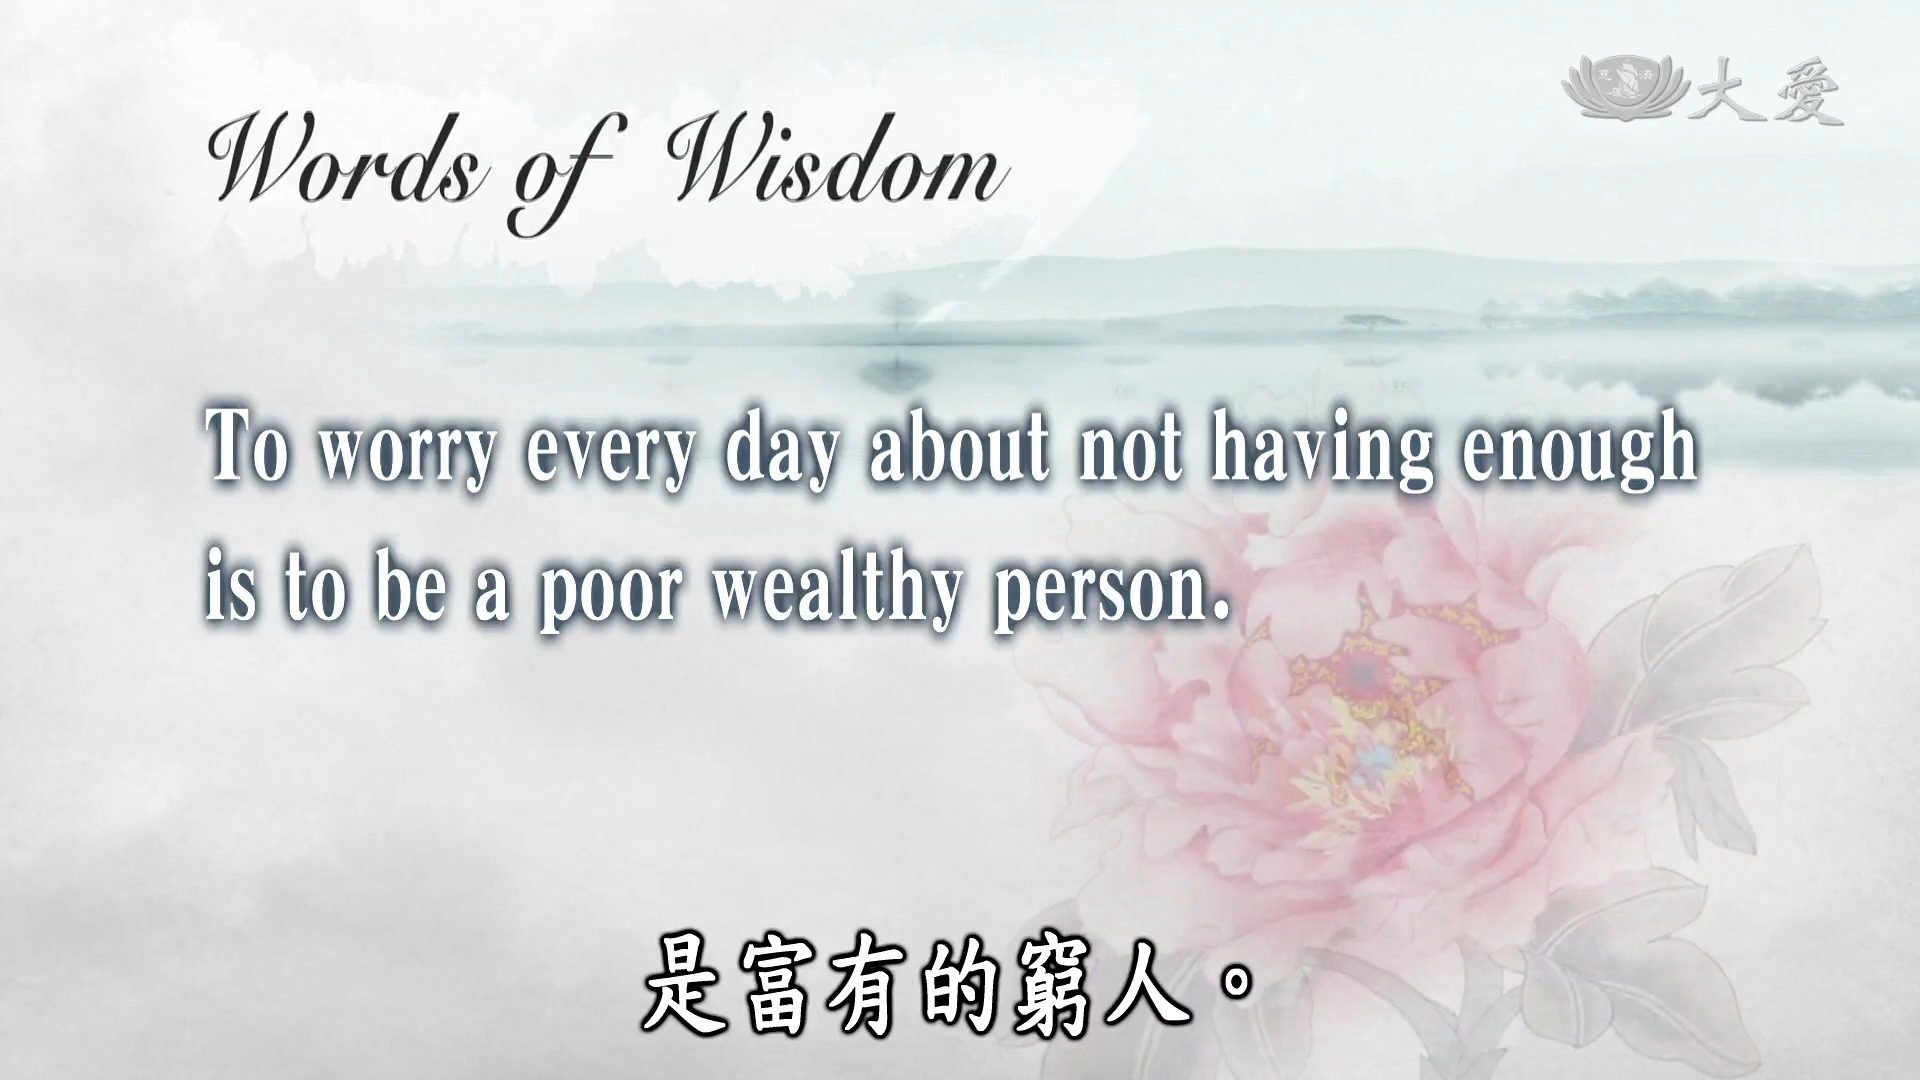 大愛
Words of Wisdom
To worry every day about not having enough
is to be a poor wealthy person.
是富有的窮人。